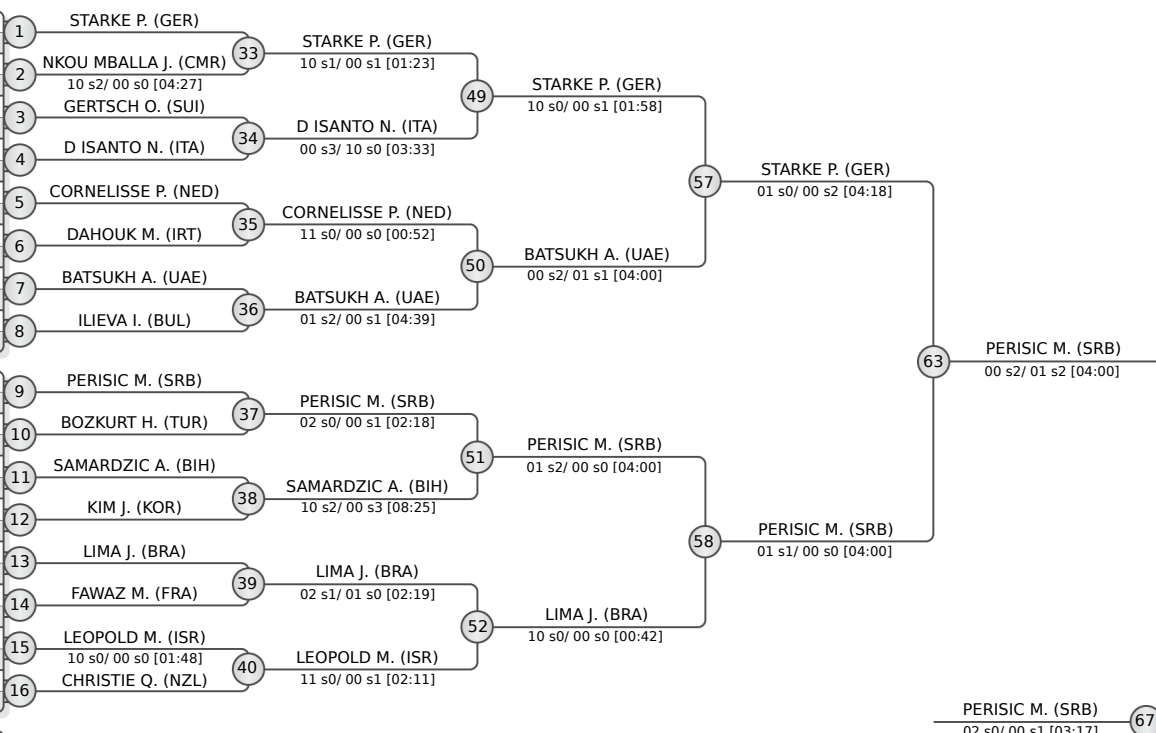 1
STARKE P. (GER)
2
NKOU MBALLA J. (CMR)
10 s2/ 00 s0 [04:27]
33
STARKE P. (GER)
10 s1/ 00 s1 [01:23]
3
GERTSCH O. (SUI)
4
D ISANTO N. (ITA)
34
D ISANTO N. (ITA)
00 s3/ 10 s0 [03:33]
49
STARKE P. (GER)
10 s0/ 00 s1 [01:58]
5
CORNELISSE P. (NED)
6
DAHOUK M. (IRT)
35
CORNELISSE P. (NED)
11 s0/ 00 s0 [00:52]
7
BATSUKH A. (UAE)
8
ILIEVA I. (BUL)
36
BATSUKH A. (UAE)
01 s2/ 00 s1 [04:39]
50
BATSUKH A. (UAE)
00 s2/ 01 s1 [04:00]
57
STARKE P. (GER)
01 s0/ 00 s2 [04:18]
9
PERISIC M. (SRB)
10
BOZKURT H. (TUR)
37
PERISIC M. (SRB)
02 s0/ 00 s1 [02:18]
11
SAMARDZIC A. (BIH)
12
KIM J. (KOR)
38
SAMARDZIC A. (BIH)
10 s2/ 00 s3 [08:25]
51
PERISIC M. (SRB)
01 s2/ 00 s0 [04:00]
13
LIMA J. (BRA)
14
FAWAZ M. (FRA)
39
LIMA J. (BRA)
02 s1/ 01 s0 [02:19]
15
LEOPOLD M. (ISR)
10 s0/ 00 s0 [01:48]
16
CHRISTIE Q. (NZL)
40
LEOPOLD M. (ISR)
11 s0/ 00 s1 [02:11]
52
LIMA J. (BRA)
10 s0/ 00 s0 [00:42]
58
PERISIC M. (SRB)
01 s1/ 00 s0 [04:00]
63
PERISIC M. (SRB)
00 s2/ 01 s2 [04:00]
PERISIC M. (SRB)
02 s0/ 00 s1 [03:17]
67